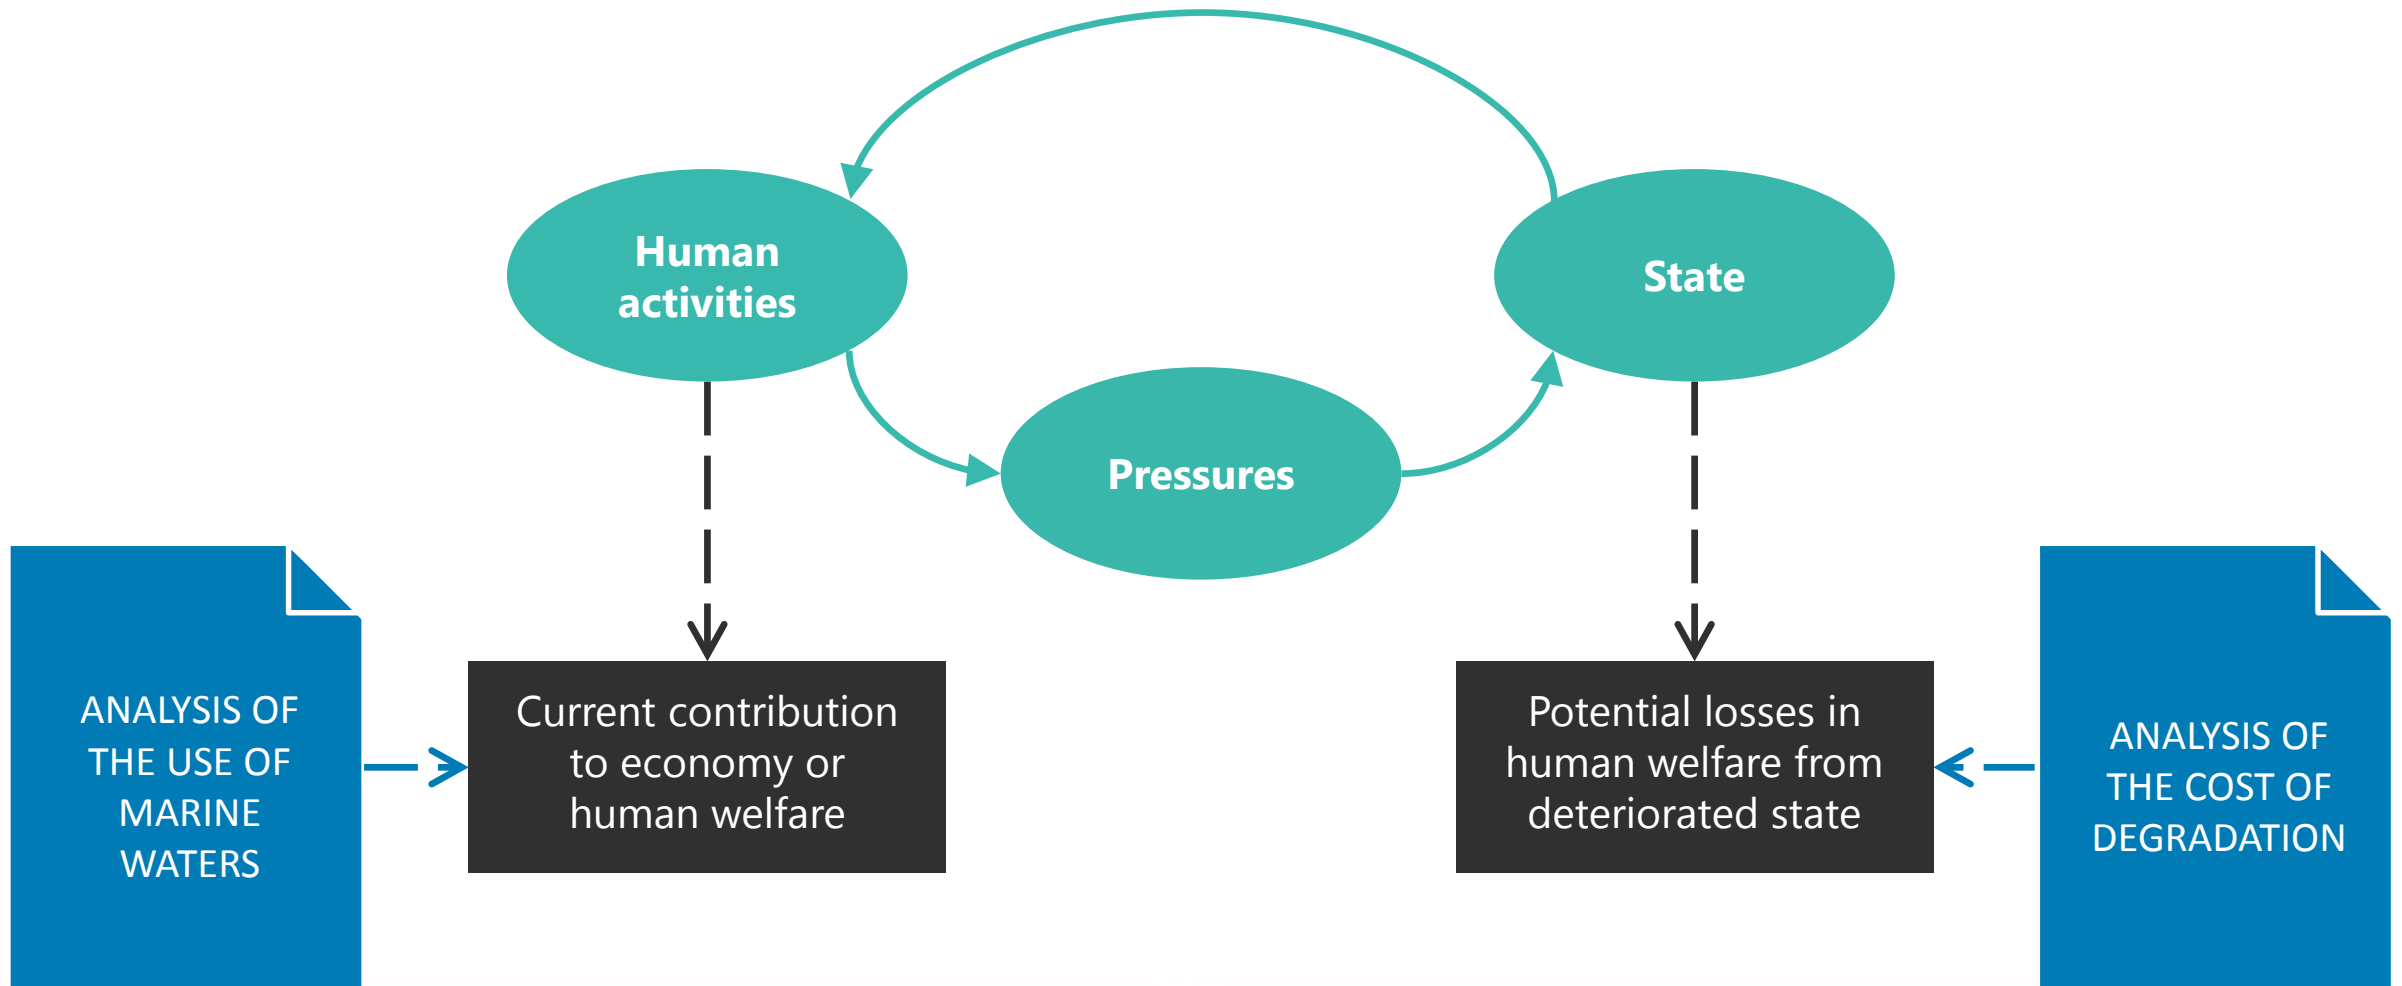 Human
activities
State
Pressures
ANALYSIS OF
THE USE OF
MARINE
WATERS
Current contribution
to economy or
human welfare
Potential losses in
human welfare from
deteriorated state
ANALYSIS OF
THE COST OF
DEGRADATION